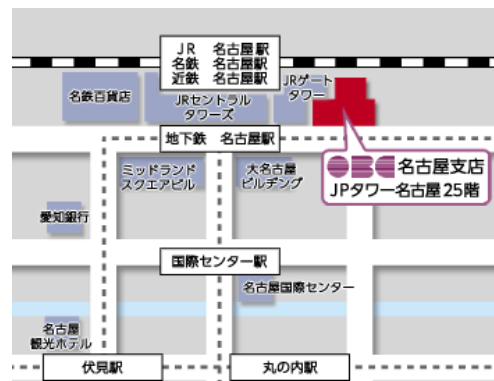 JR 名古屋駅
名鉄 名古屋駅
近鉄 名古屋駅
名鉄百貨店
JRセントラル
タワーズ
JRゲート
タワー
地下鉄 名古屋駅
OBC 名古屋支店
JPタワー名古屋25階
ミッドランド
スクエアビル
大名古屋
ビルヂング
愛知銀行
国際センター駅
名古屋国際センター
名古屋
観光ホテル
伏見駅
丸の内駅